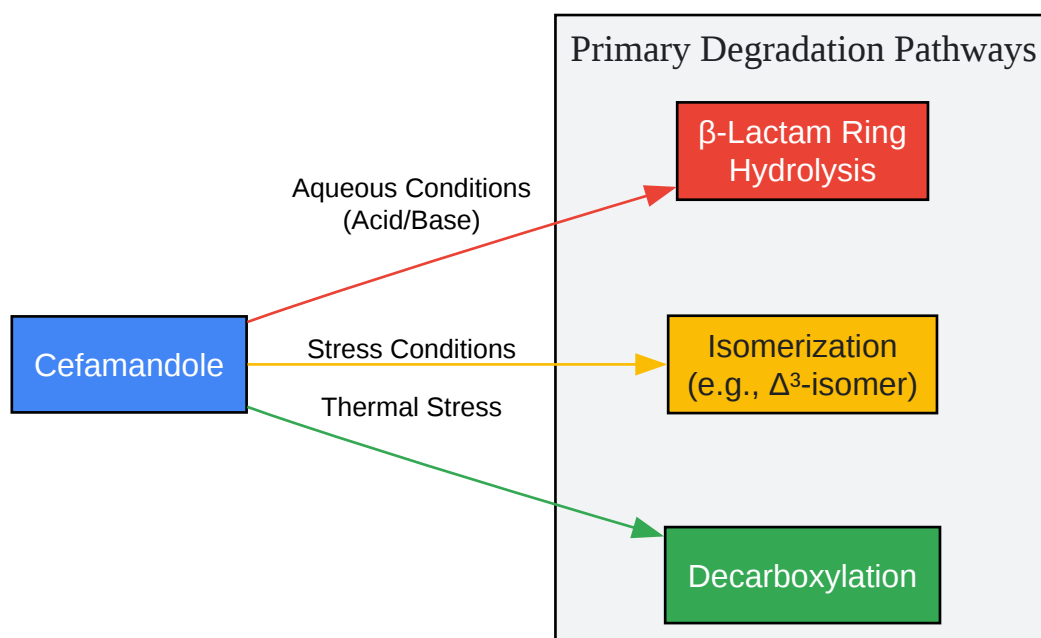 Primary Degradation Pathways
β-Lactam Ring
Hydrolysis
Aqueous Conditions
(Acid/Base)
Cefamandole
Stress Conditions
Isomerization
(e.g., Δ³-isomer)
Thermal Stress
Decarboxylation